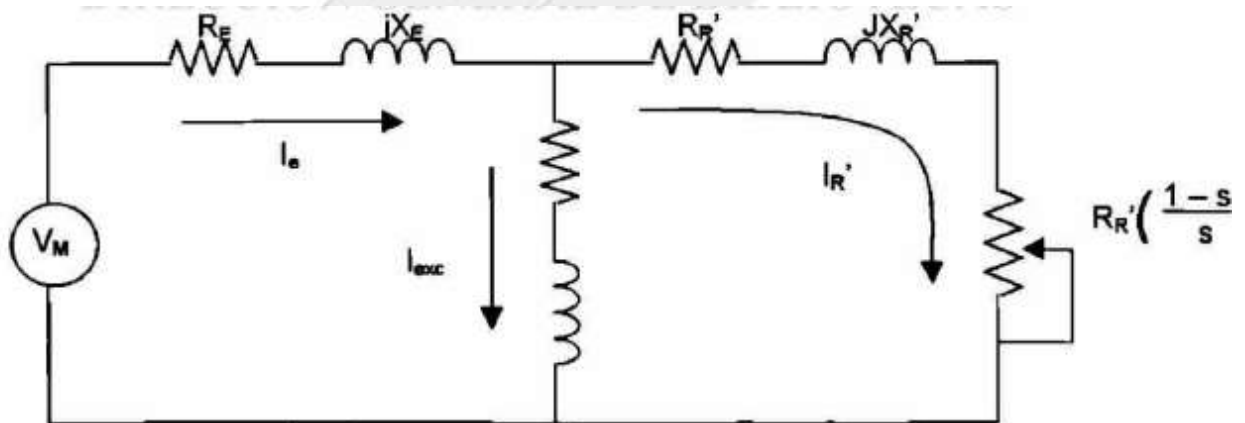 R_E
jX_E
R_R'
JX_R'
I_e
I_R'
I_exc
V_M
R_R'( 1 – s
s